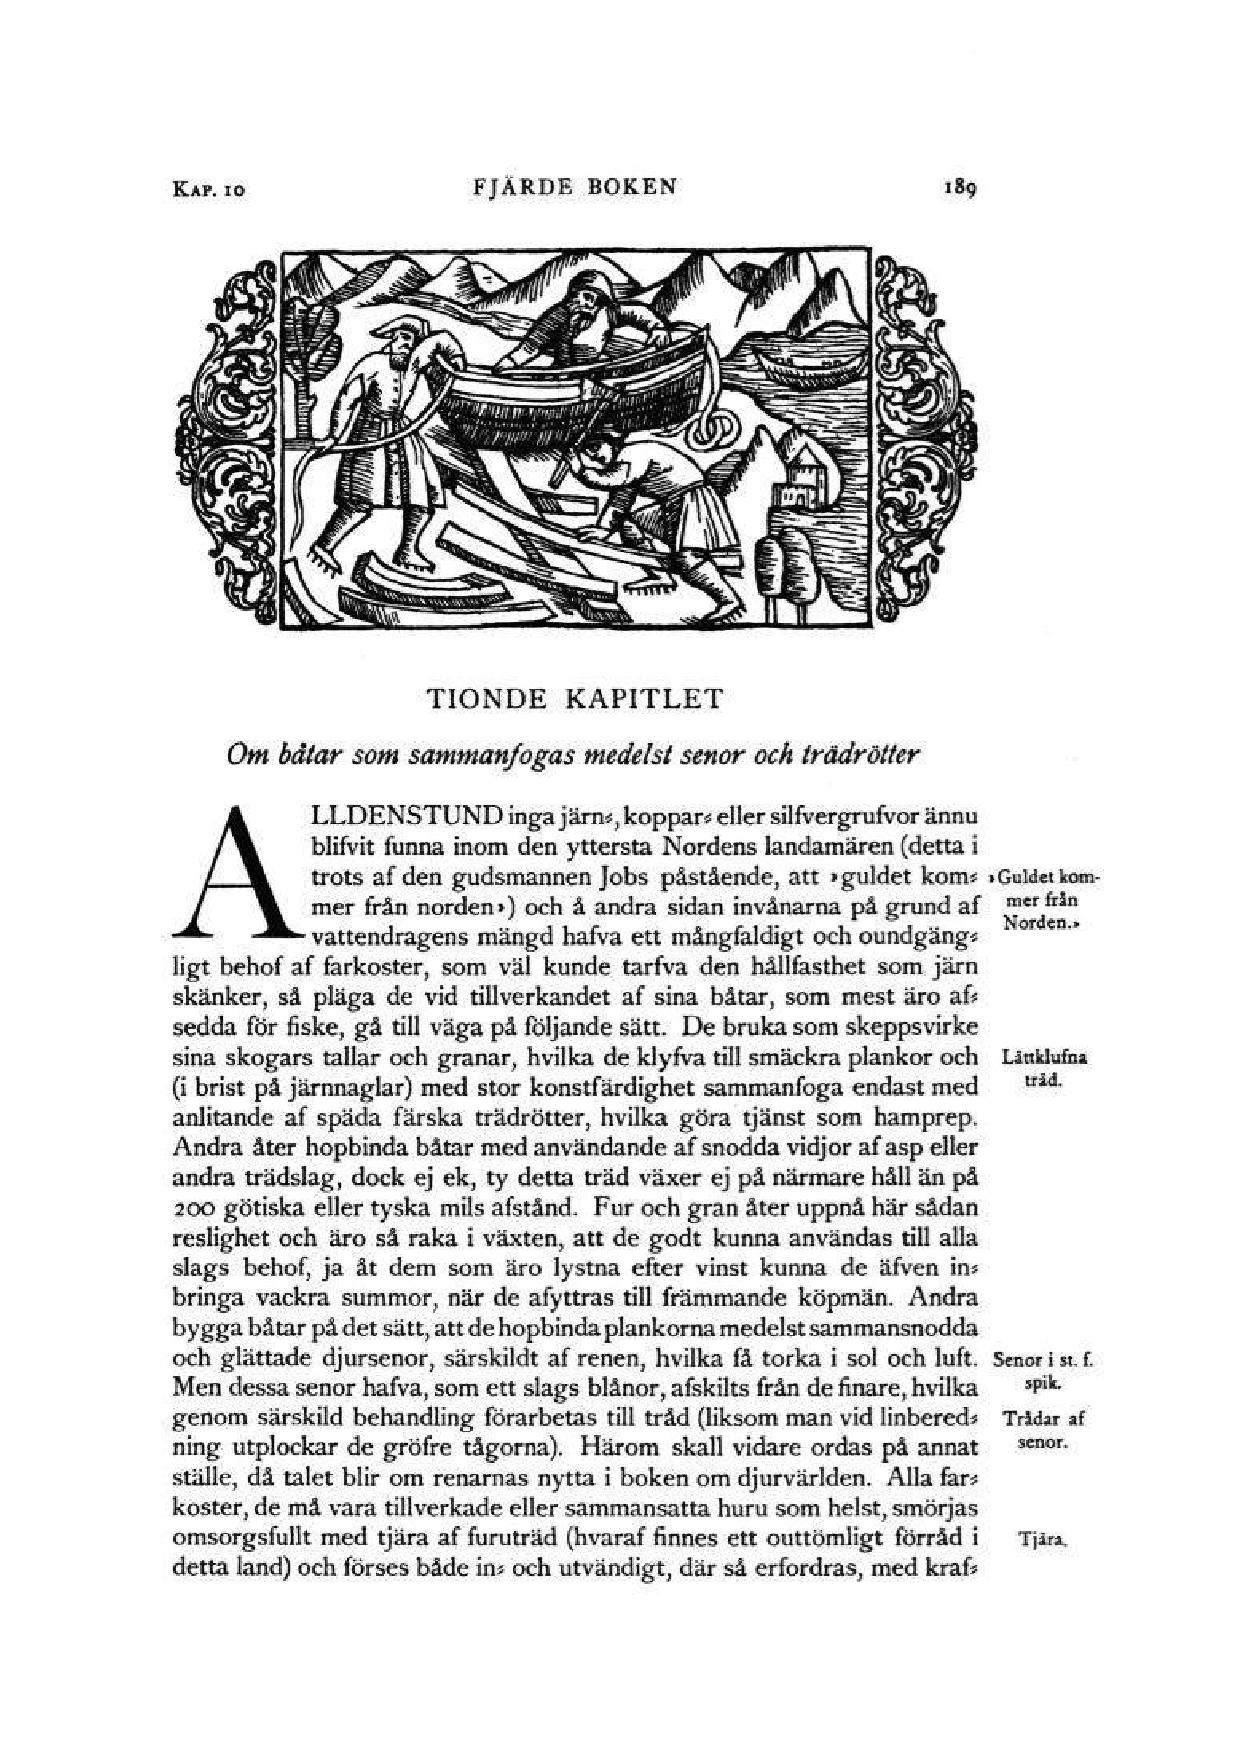 KAP. 10 FJÄRDE BOKEN 189
TIONDE KAPITLET
Om båtar som sammanfogas medelst senor och trädrötter
ALLDENSTUND inga järn-, koppar- eller silfvergrufvor ännu
blifvit funna inom den yttersta Nordens landamären (detta i
trots af den gudsmannen Jobs påstående, att »guldet kom-
mer från norden») och å andra sidan invånarna på grund af
vattendragens mängd hafva ett mångfaldigt och oundgäng-
ligt behof af farkoster, som väl kunde tarfva den hållfasthet som järn
skänker, så pläga de vid tillverkandet af sina båtar, som mest äro af-
sedda för fiske, gå till väga på följande sätt. De bruka som skeppsvirke
sina skogars tallar och granar, hvilka de klyfva till smäckra plankor och
(i brist på järnnaglar) med stor konstfärdighet sammanfoga endast med
anlitande af späda färska trädrötter, hvilka göra tjänst som hamprep.
Andra åter hopbinda båtar med användande af snodda vidjor af asp eller
andra trädslag, dock ej ek, ty detta träd växer ej på närmare håll än på
200 götiska eller tyska mils afstånd. Fur och gran åter uppnå här sådan
reslighet och äro så raka i växten, att de godt kunna användas till alla
slags behof, ja åt dem som äro lystna efter vinst kunna de äfven in-
bringa vackra summor, när de afyttras till främmande köpmän. Andra
bygga båtar på det sätt, att de hopbinda plankorna medelst sammansnodda
och glättade djursenor, särskildt af renen, hvilka få torka i sol och luft.
Men dessa senor hafva, som ett slags blånor, afskilts från de finare, hvilka
genom särskild behandling förarbetas till tråd (liksom man vid linbered-
ning utplockar de gröfre tågorna). Härom skall vidare ordas på annat
ställe, då talet blir om renarnas nytta i boken om djurvärlden. Alla far-
koster, de må vara tillverkade eller sammansatta huru som helst, smörjas
omsorgsfullt med tjära af furuträd (hvaraf finnes ett outtömligt förråd i
detta land) och förses både in- och utvändigt, där så erfordras, med kraf-
»Guldet kom-
mer från
Norden.»
Lättklufna
träd.
Senor i st. f.
spik.
Trådar af
senor.
Tjära.